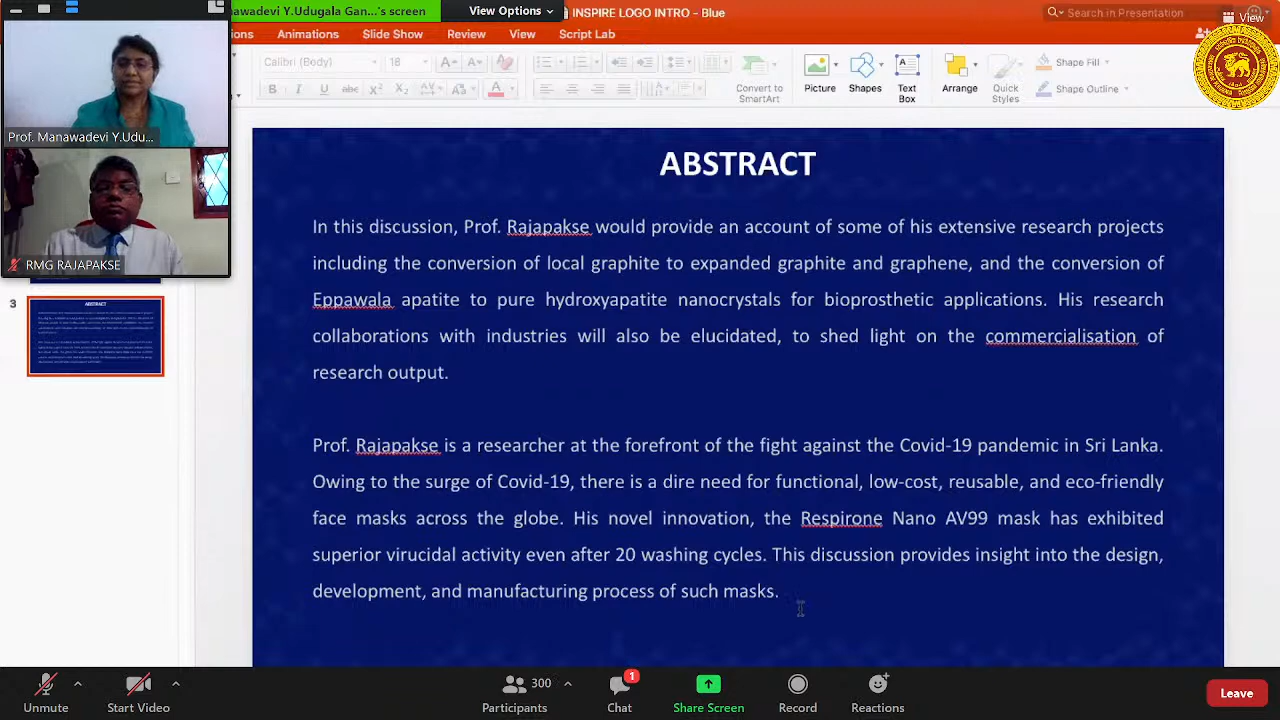 nawadevi Y.Udugala Gan...'s screen
View Options
INSPIRE LOGO INTRO - Blue
Search in Presentation
View
ions
Animations
Slide Show
Review
View
Script Lab
Calibri (Body)
18
Convert to
SmartArt
Picture
Shapes
Text
Box
Arrange
Quick
Styles
Shape Fill
Shape Outline
Prof. Manawadevi Y.Udu...
RMG RAJAPAKSE
3
ABSTRACT
In this discussion, Prof. Rajapakse would provide an account of some of his extensive research projects
including the conversion of local graphite to expanded graphite and graphene, and the conversion of
Eppawala apatite to pure hydroxyapatite nanocrystals for bioprosthetic applications. His research
collaborations with industries will also be elucidated, to shed light on the commercialisation of
research output.
Prof. Rajapakse is a researcher at the forefront of the fight against the Covid-19 pandemic in Sri Lanka.
Owing to the surge of Covid-19, there is a dire need for functional, low-cost, reusable, and eco-friendly
face masks across the globe. His novel innovation, the Respirone Nano AV99 mask has exhibited
superior virucidal activity even after 20 washing cycles. This discussion provides insight into the design,
development, and manufacturing process of such masks.
Unmute
Start Video
300
Participants
1
Chat
Share Screen
Record
Reactions
Leave